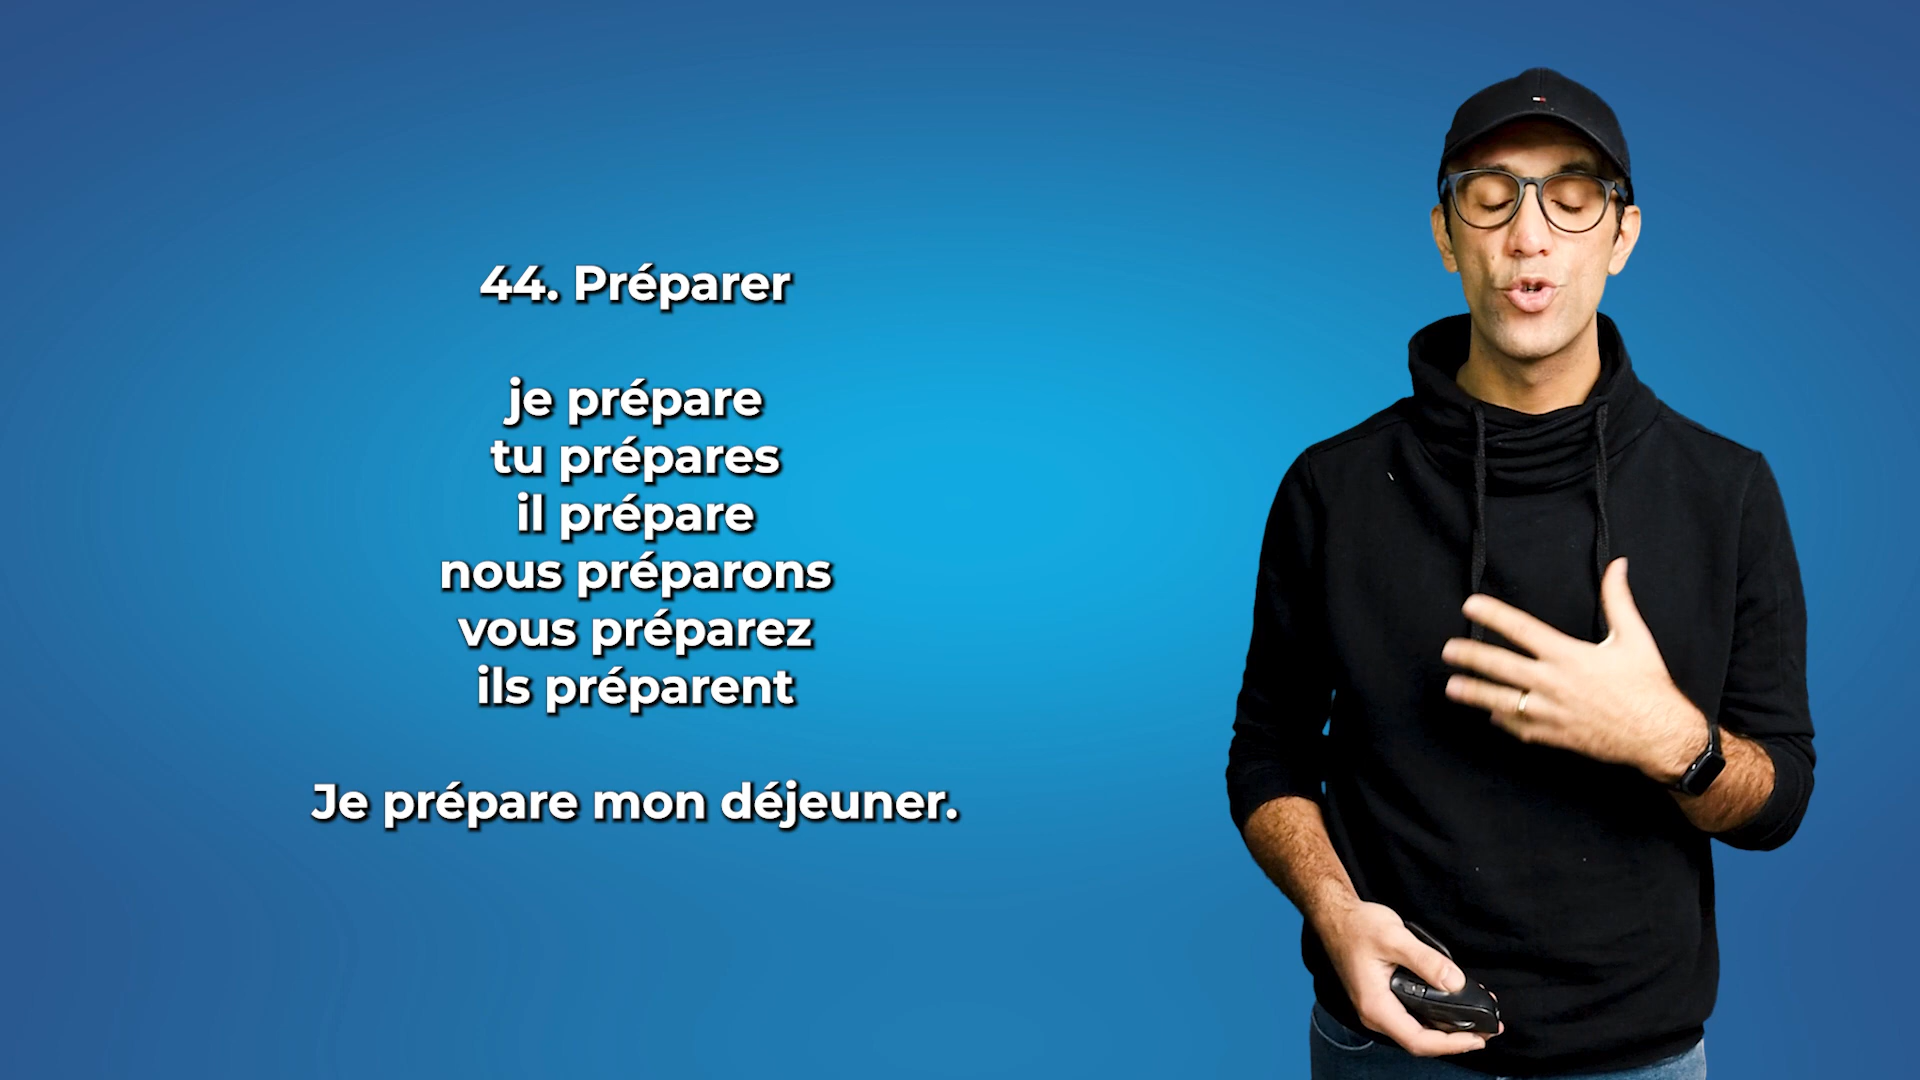 44. Préparer
je prépare
tu prépares
il prépare
nous préparons
vous préparez
ils préparent
Je prépare mon déjeuner.